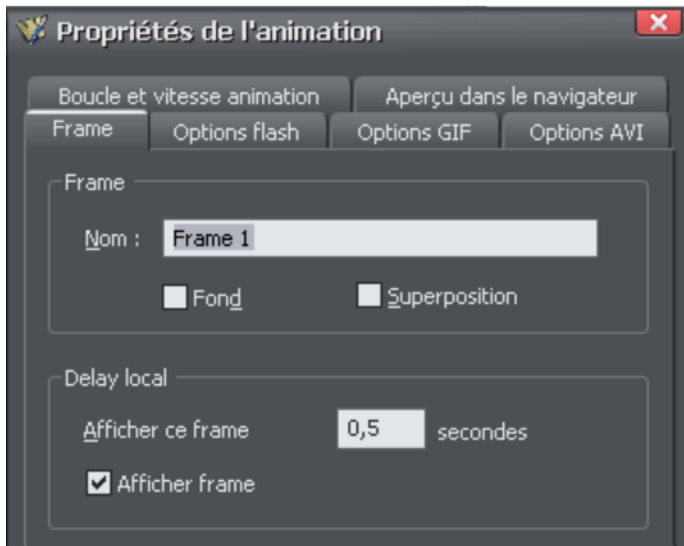 Propriétés de l'animation
Boucle et vitesse animation Aperçu dans le navigateur
Frame Options flash Options GIF Options AVI
Frame
Nom : Frame 1
Fond Superposition
Delay local
Afficher ce frame 0,5 secondes
Afficher frame